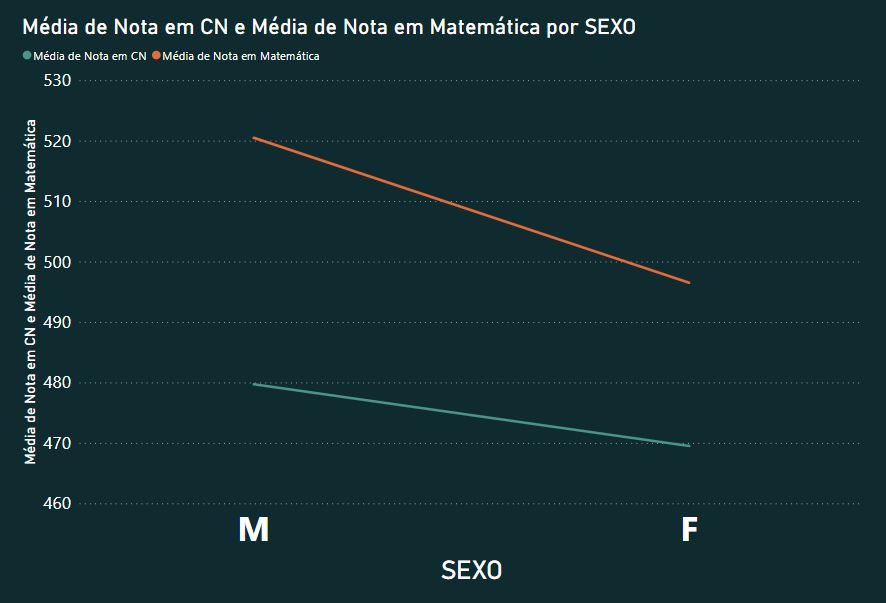 Média de Nota em CN e Média de Nota em Matemática por SEXO
Média de Nota em CN Média de Nota em Matemática
Média de Nota em CN e Média de Nota em Matemática
530
520
510
500
490
480
470
460
M F
SEXO